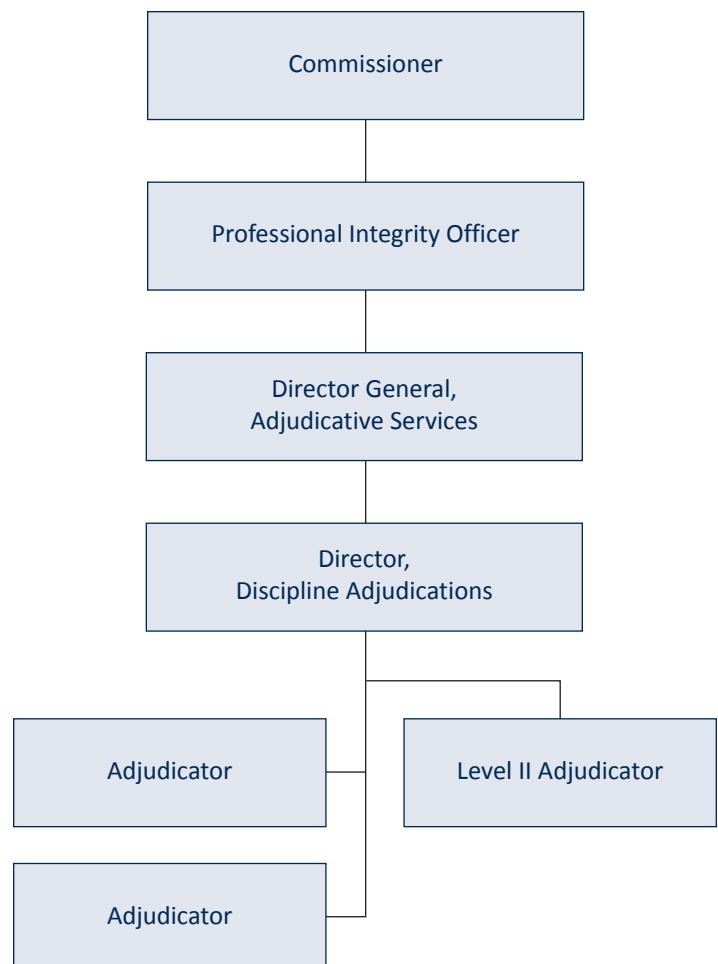 Commissioner
Professional Integrity Officer
Director General,
Adjudicative Services
Director,
Discipline Adjudications
Adjudicator
Level II Adjudicator
Adjudicator